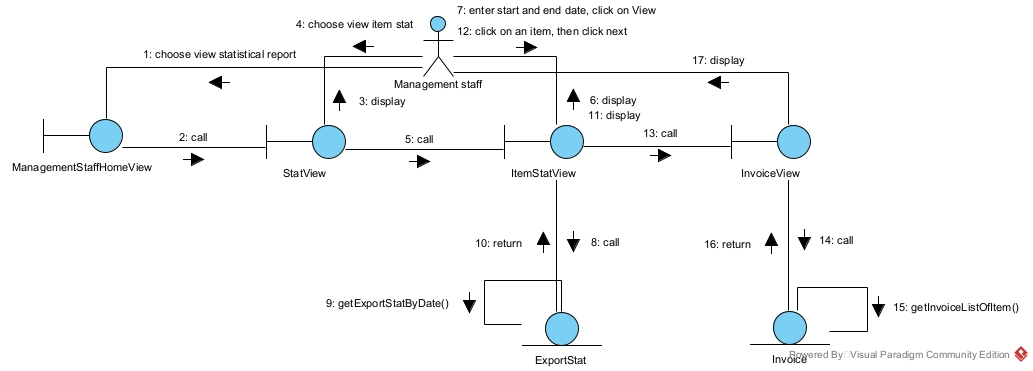 7: enter start and end date, click on View
4: choose view item stat
12: click on an item, then click next
1: choose view statistical report
17: display
Management staff
3: display
6: display
11: display
2: call
5: call
13: call
ManagementStaffHomeView
StatView
ItemStatView
InvoiceView
10: return
8: call
16: return
14: call
9: getExportStatByDate()
15: getInvoiceListOfItem()
ExportStat
Invoice
Powered By Visual Paradigm Community Edition